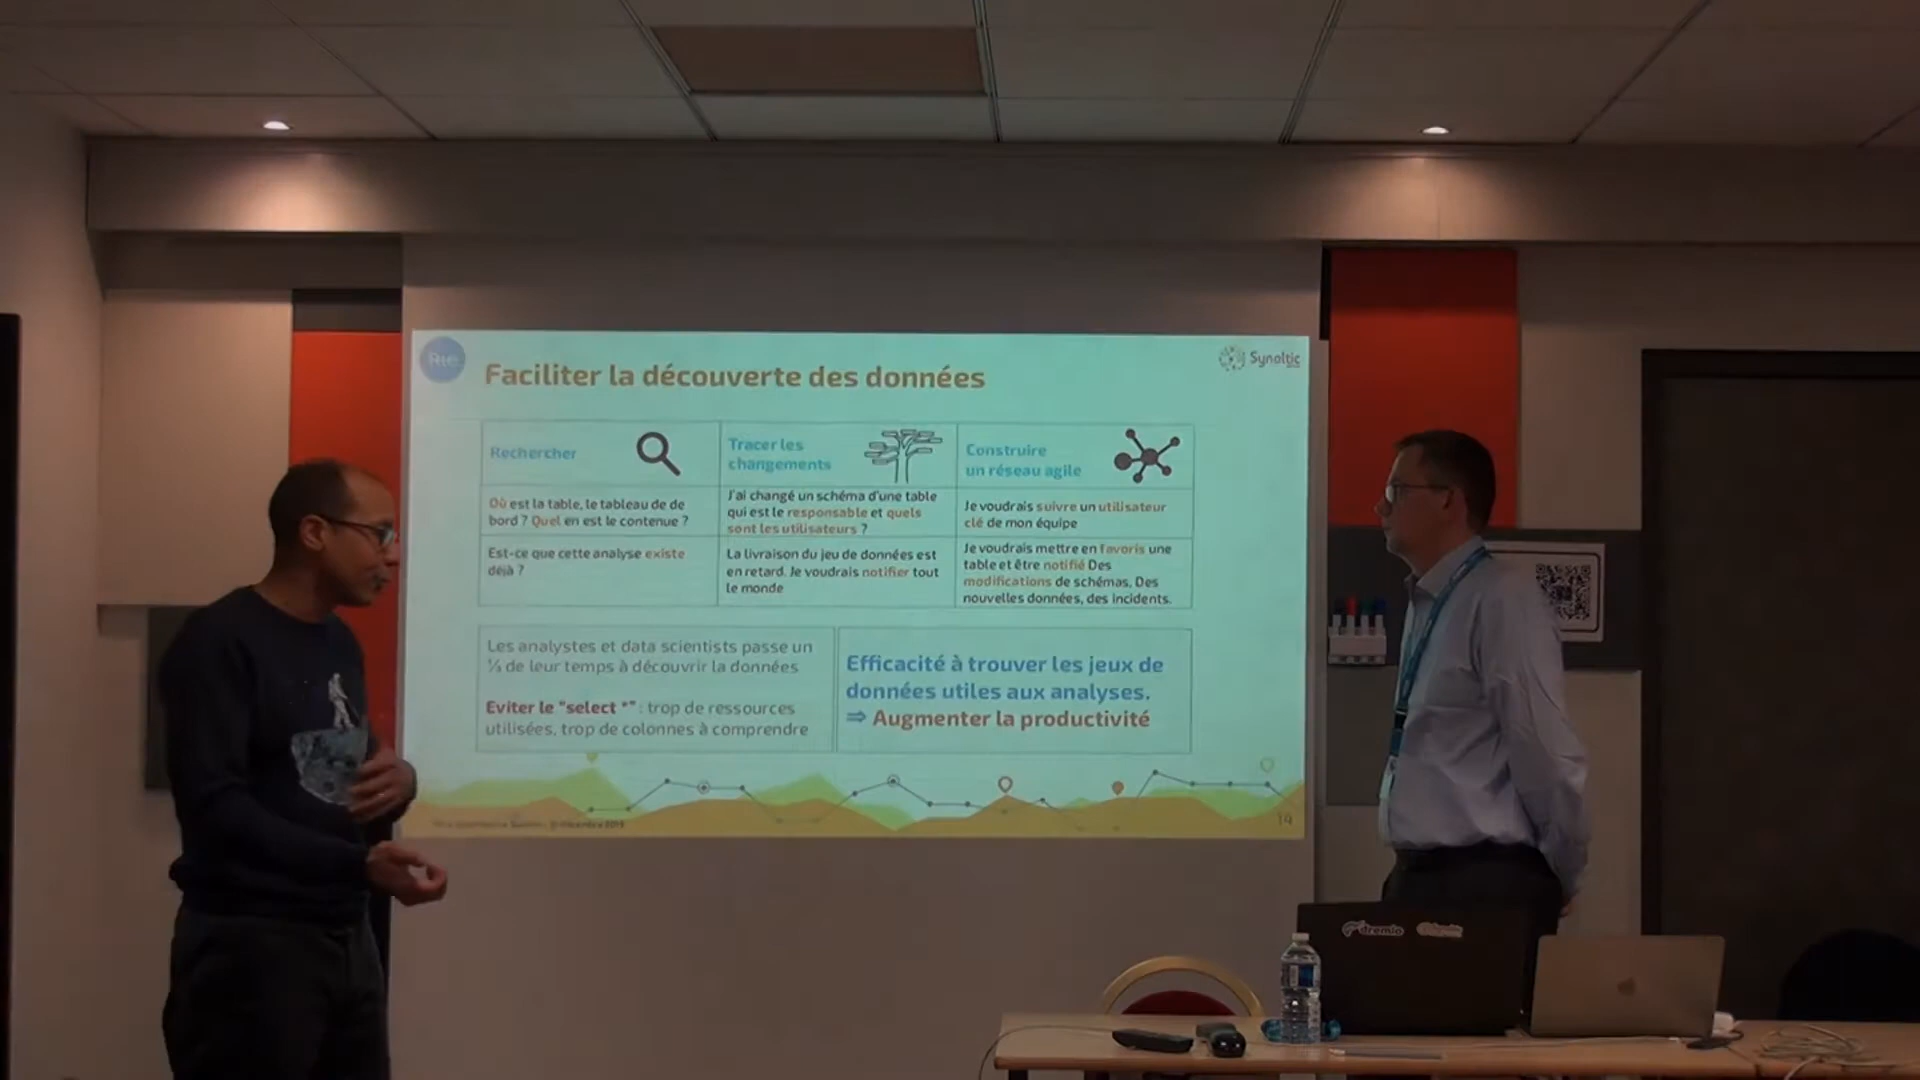 Synaltic
Faciliter la découverte des données
Rechercher
Tracer les
changements
Construire
un réseau agile
Où est la table, le tableau de de
bord ? Quel en est le contenue ?
J'ai changé un schéma d'une table
qui est le responsable et quels
sont les utilisateurs ?
Je voudrais suivre un utilisateur
clé de mon équipe
Est-ce que cette analyse existe
déjà ?
La livraison du jeu de données est
en retard. Je voudrais notifier tout
le monde
Je voudrais mettre en favoris une
table et être notifié Des
modifications de schémas. Des
nouvelles données, des incidents.
Les analystes et data scientists passe un
⅓ de leur temps à découvrir la données
Eviter le "select *" : trop de ressources
utilisées, trop de colonnes à comprendre
Efficacité à trouver les jeux de
données utiles aux analyses.
⇒ Augmenter la productivité
14
dremio